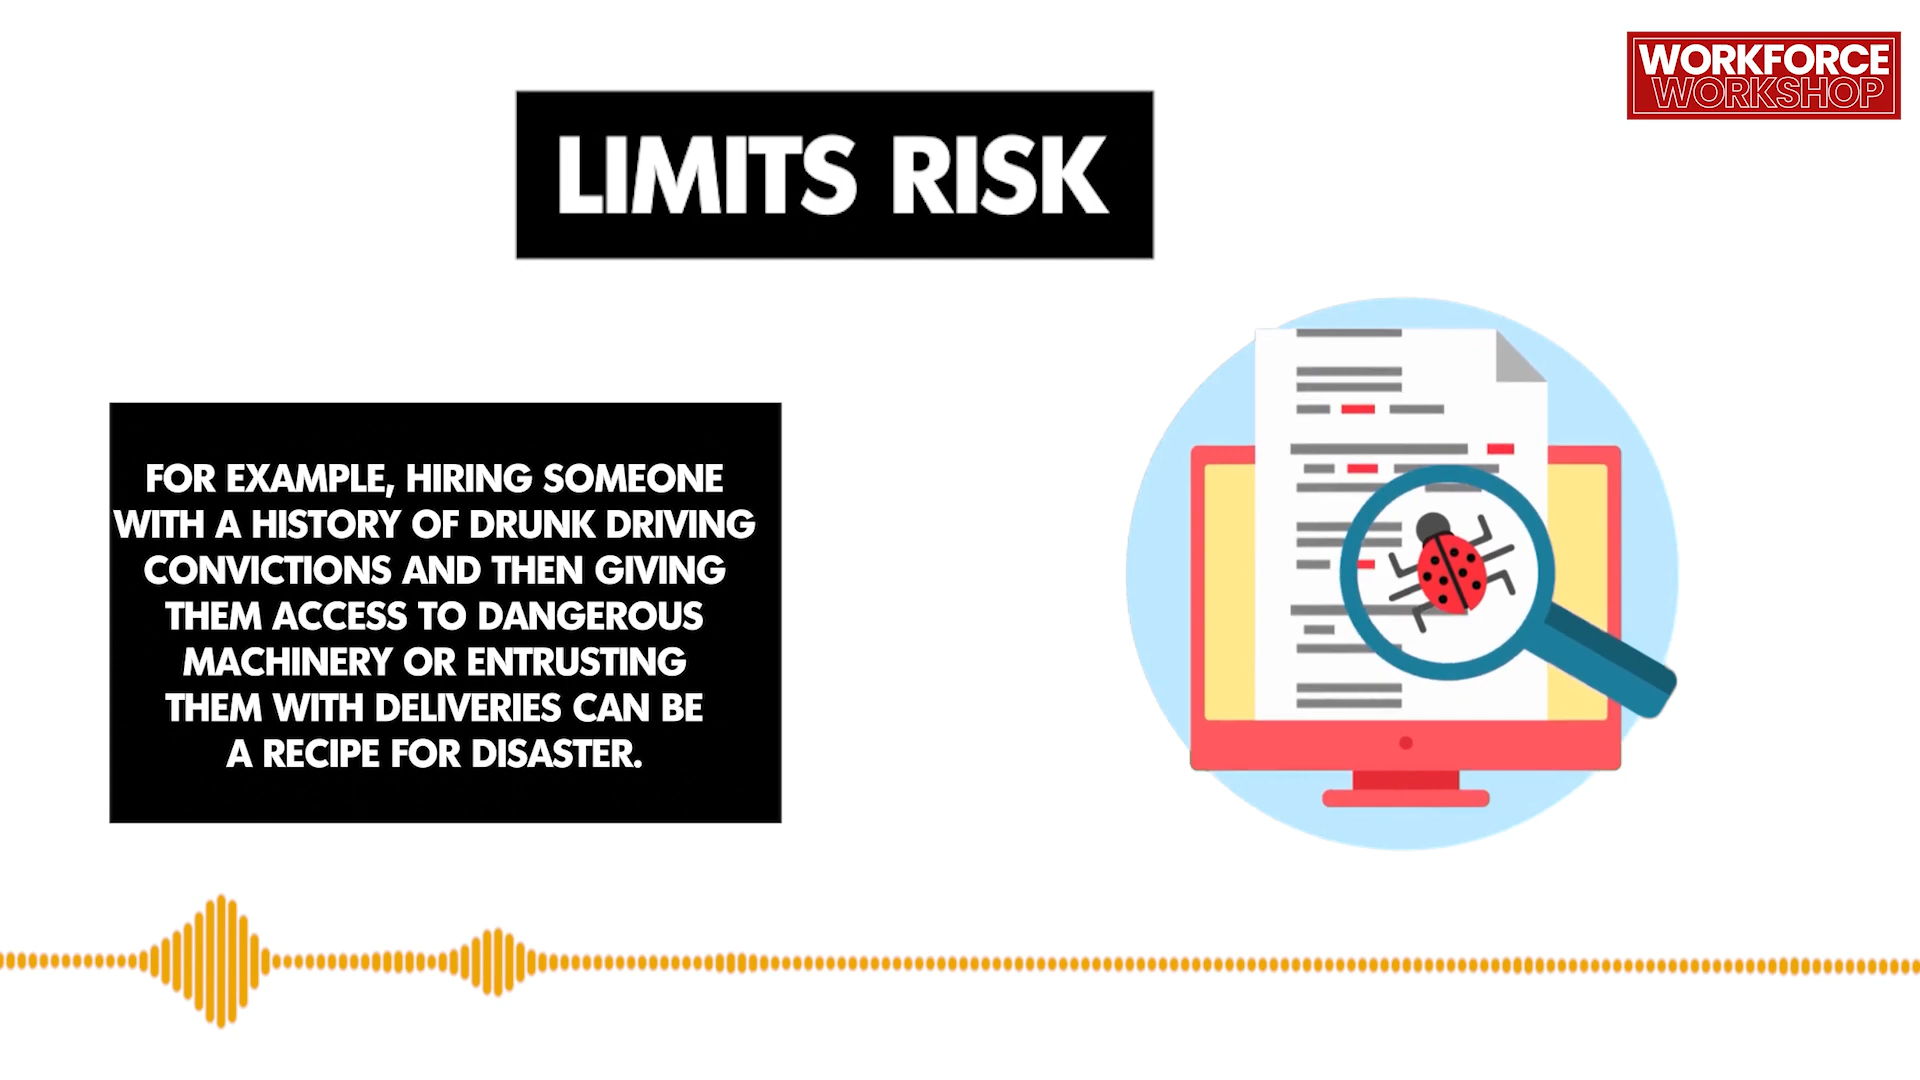 WORKFORCE
WORKSHOP
LIMITS RISK
FOR EXAMPLE, HIRING SOMEONE
WITH A HISTORY OF DRUNK DRIVING
CONVICTIONS AND THEN GIVING
THEM ACCESS TO DANGEROUS
MACHINERY OR ENTRUSTING
THEM WITH DELIVERIES CAN BE
A RECIPE FOR DISASTER.